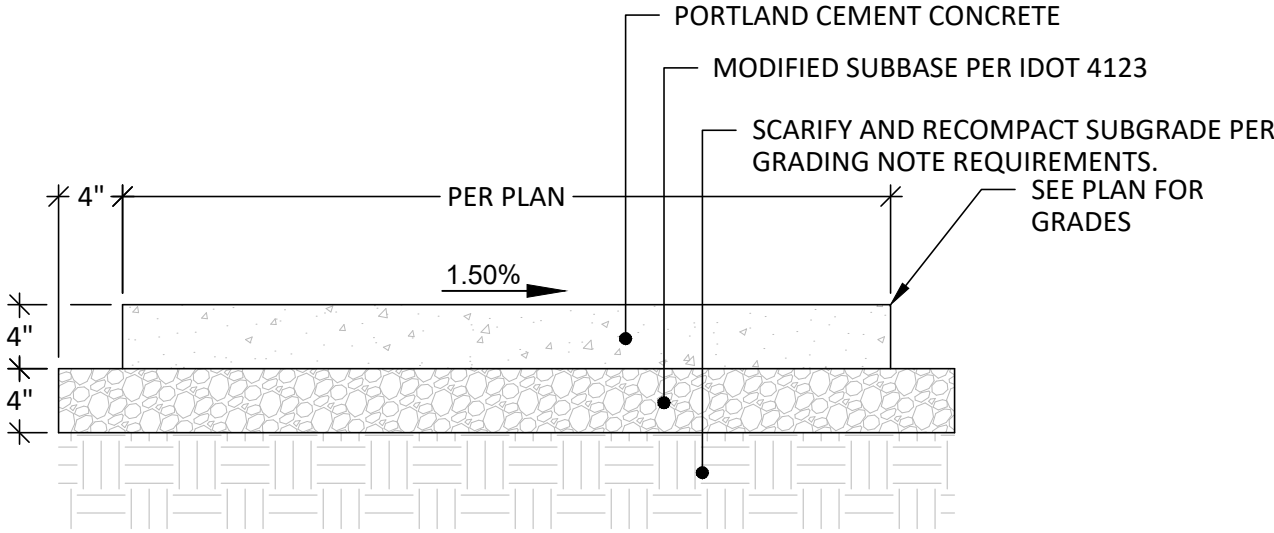 PORTLAND CEMENT CONCRETE
MODIFIED SUBBASE PER IDOT 4123
SCARIFY AND RECOMPACT SUBGRADE PER
GRADING NOTE REQUIREMENTS.
4"
PER PLAN
SEE PLAN FOR
GRADES
1.50%
4"
4"